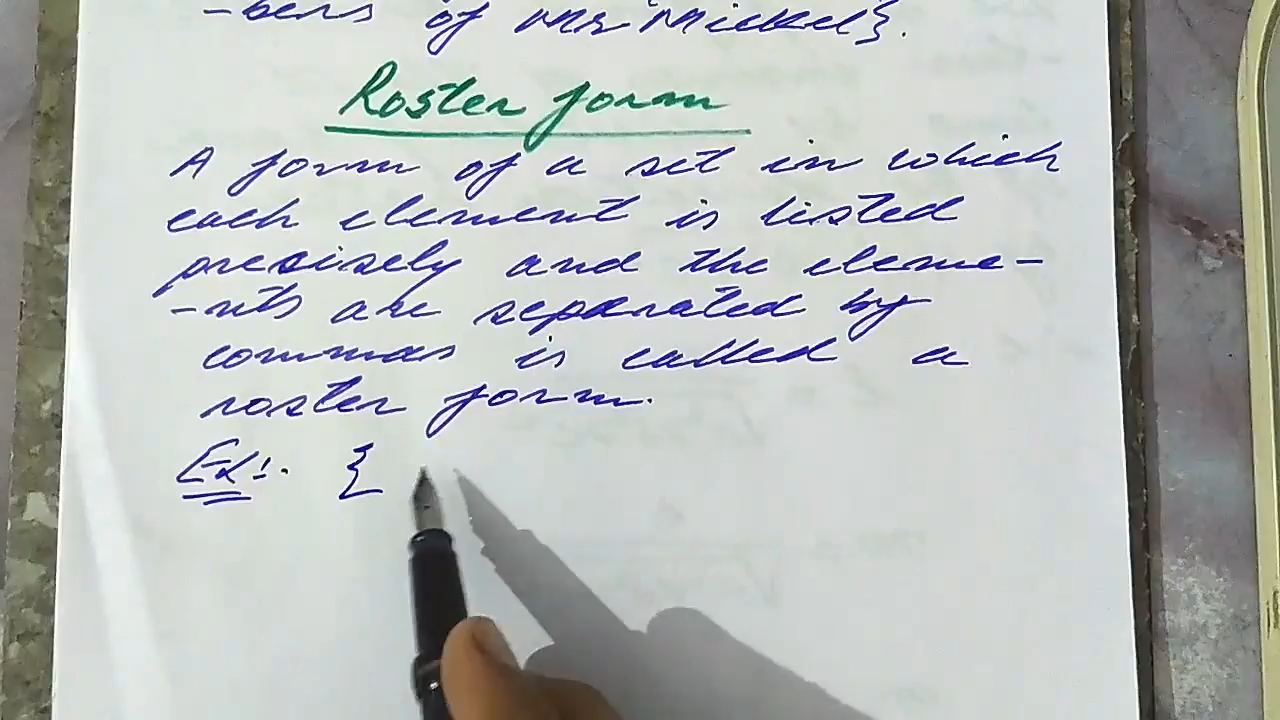 -bers of Mr Mickel}.
Roster form
A form of a set in which
each element is listed
presisely and the eleme-
-nts are separated by
commas is called a
roster form.
Ex:. {